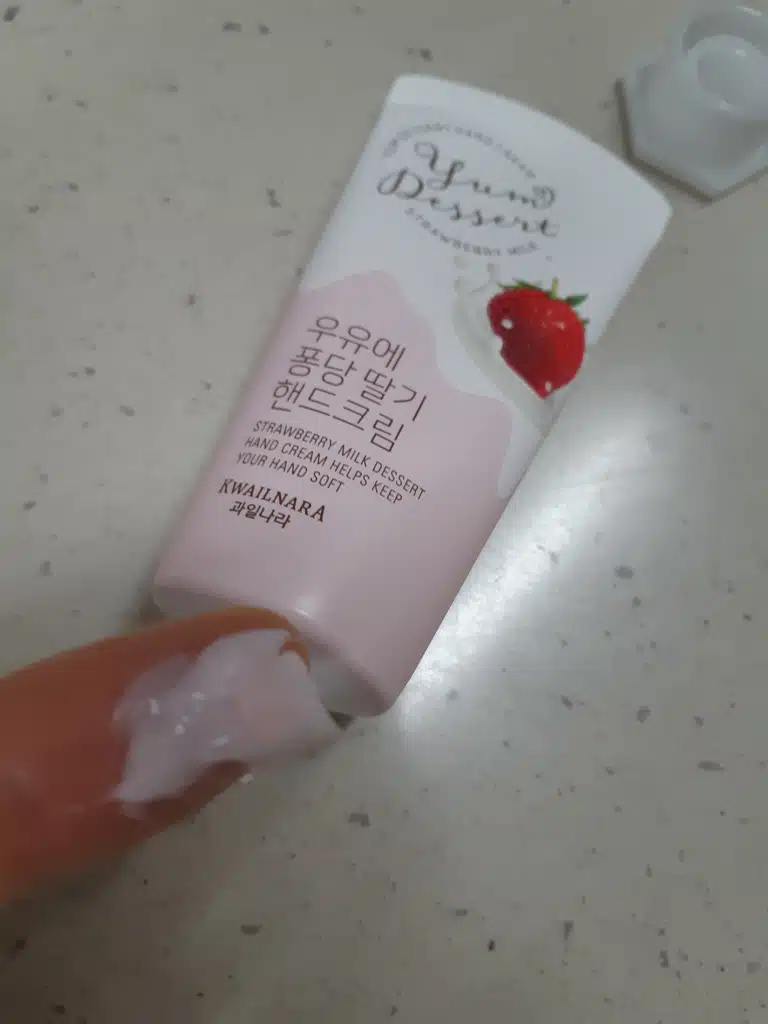 Yum
Dessert
STRAWBERRY MILK
우유에
퐁당 딸기
핸드크림
STRAWBERRY MILK DESSERT
HAND CREAM HELPS KEEP
YOUR HAND SOFT
KWAILNARA
과일나라